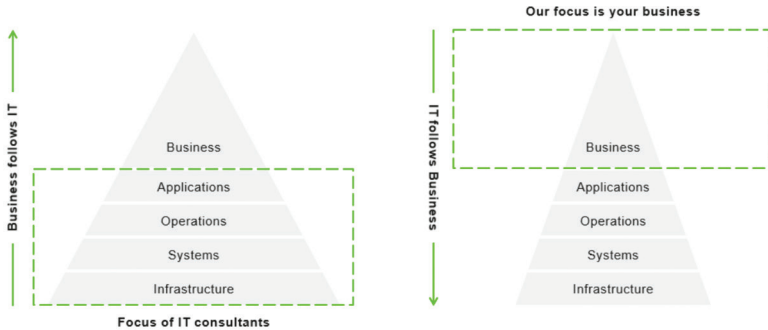 Our focus is your business
Business follows IT
Business
Applications
Operations
Systems
Infrastructure
Focus of IT consultants
IT follows Business
Business
Applications
Operations
Systems
Infrastructure